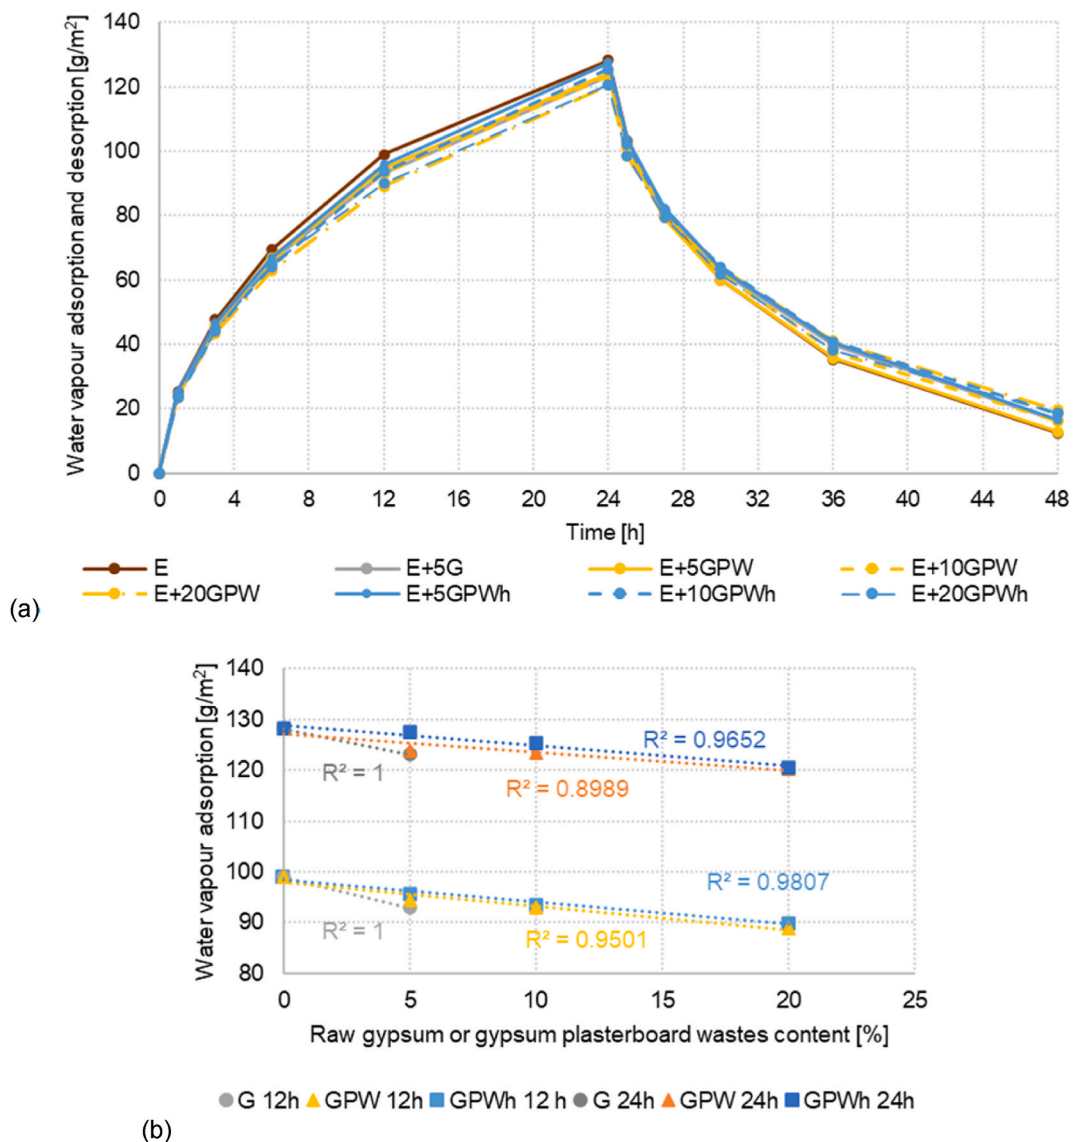 Water vapour adsorption and desorption [g/m²]
140
120
100
80
60
40
20
0
0 4 8 12 16 20 24 28 32 36 40 44 48
Time [h]
E E+5G E+5GPW E+10GPW
E+20GPW E+5GPWh E+10GPWh E+20GPWh
(a)
Water vapour adsorption [g/m²]
140
130
120
110
100
90
80
R² = 0.9652
R² = 1
R² = 0.8989
R² = 0.9807
R² = 1
R² = 0.9501
0 5 10 15 20 25
Raw gypsum or gypsum plasterboard wastes content [%]
G 12h GPW 12h GPWh 12 h G 24h GPW 24h GPWh 24h
(b)